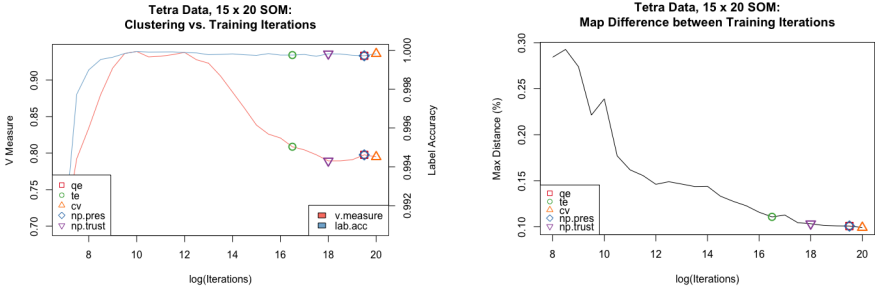 Tetra Data, 15 x 20 SOM:
Clustering vs. Training Iterations
V Measure
0.90
0.85
0.80
0.75
0.70
1.000
0.998
0.996
0.994
0.992
Label Accuracy
qe
te
cv
np.pres
np.trust
v.measure
lab.acc
8 10 12 14 16 18 20
log(Iterations)
Tetra Data, 15 x 20 SOM:
Map Difference between Training Iterations
Max Distance (%)
0.30
0.25
0.20
0.15
0.10
qe
te
cv
np.pres
np.trust
8 10 12 14 16 18 20
log(Iterations)